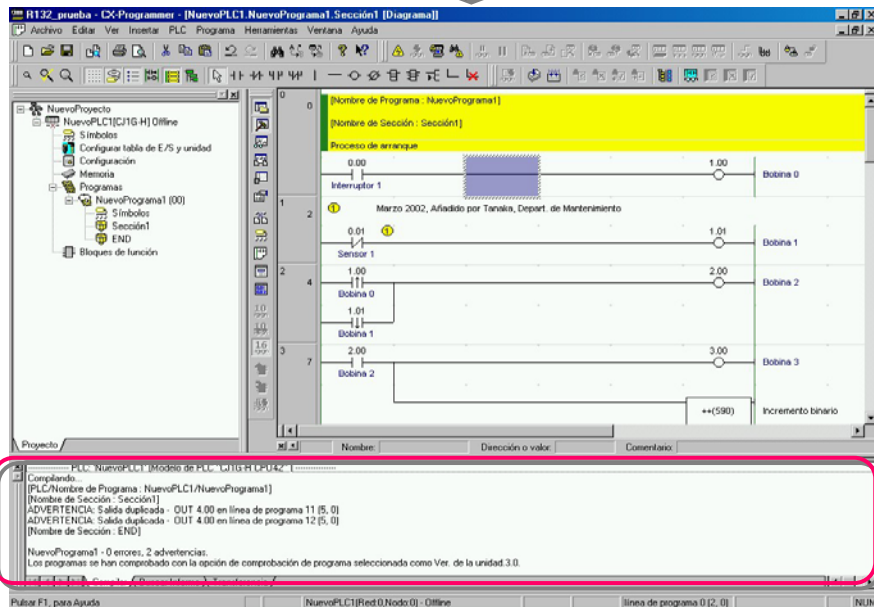 R132_prueba - CX-Programmer - [NuevoPLC1.NuevoPrograma1.Sección1 [Diagrama]]
Archivo Editar Ver Insertar PLC Programa Herramientas Ventana Ayuda
NuevoProyecto
NuevoPLC1[CJ1G-H] Offline
Símbolos
Configurar tabla de E/S y unidad
Configuración
Memoria
Programas
NuevoPrograma1 (00)
Símbolos
Sección1
END
Bloques de función
Proyecto
10
10
16
0
0
[Nombre de Programa : NuevoPrograma1]
[Nombre de Sección : Sección1]
Proceso de arranque
0.00
1.00
Interruptor 1
Bobina 0
1
2
1
Marzo 2002, Añadido por Tanaka, Depart. de Mantenimiento
0.01
1
1.01
Sensor 1
Bobina 1
2
4
1.00
2.00
Bobina 0
Bobina 2
1.01
Bobina 1
3
7
2.00
3.00
Bobina 2
Bobina 3
++(590)
Incremento binario
Nombre:
Dirección o valor:
Comentario:
PLC: 'NuevoPLC1' (Modelo de PLC 'CJ1G-H CPU42' (
Compilando...
[PLC/Nombre de Programa : NuevoPLC1/NuevoPrograma1]
[Nombre de Sección : Sección1]
ADVERTENCIA: Salida duplicada - OUT 4.00 en línea de programa 11 (5, 0)
ADVERTENCIA: Salida duplicada - OUT 4.00 en línea de programa 12 (5, 0)
[Nombre de Sección : END]
NuevoPrograma1 - 0 errores, 2 advertencias.
Los programas se han comprobado con la opción de comprobación de programa seleccionada como Ver. de la unidad.3.0.
Pulsar F1, para Ayuda
NuevoPLC1(Red:0,Nodo:0) - Offline
línea de programa 0 (2, 0)
NUM